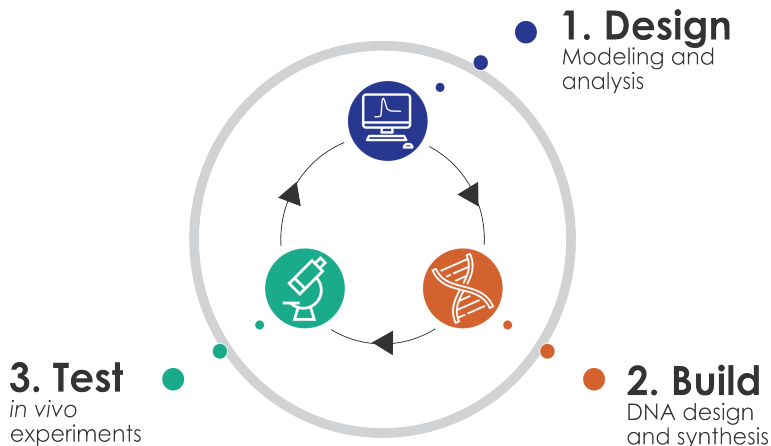 1. Design
Modeling and
analysis
2. Build
DNA design
and synthesis
3. Test
in vivo
experiments